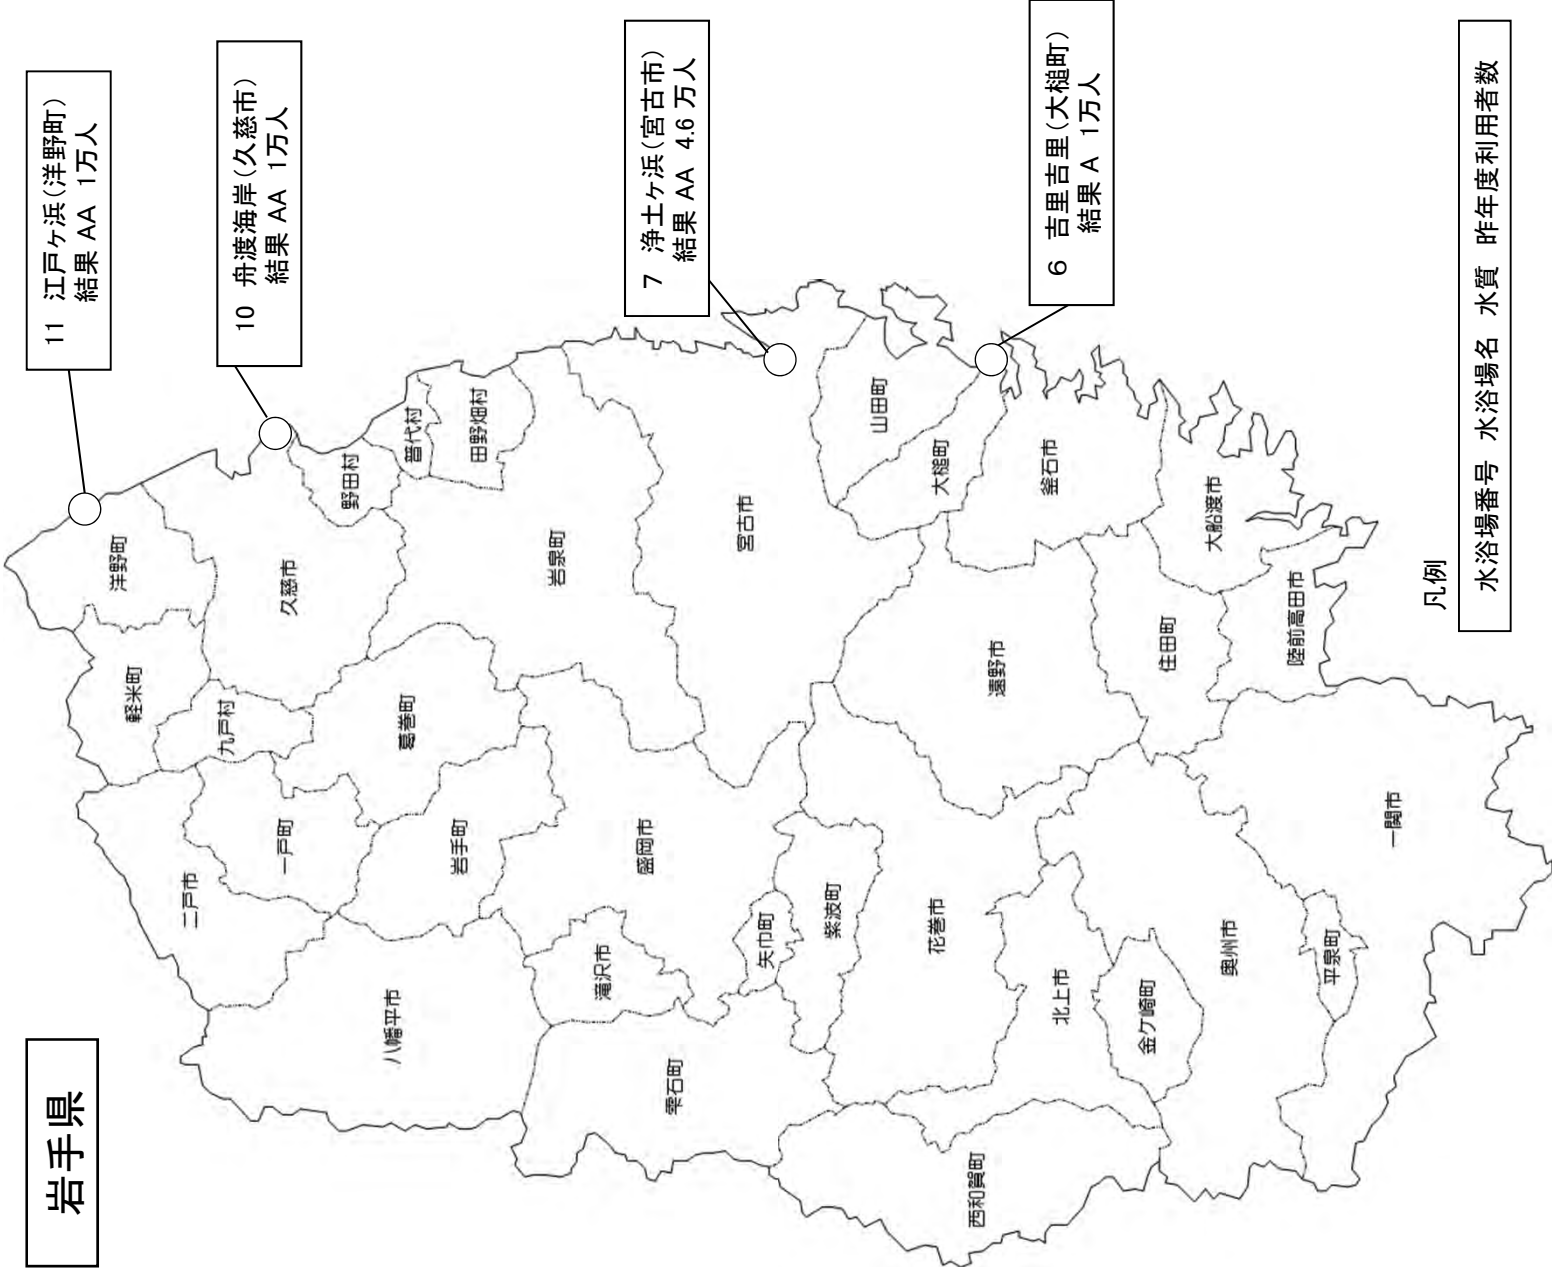 岩手県
11 江戸ヶ浜(洋野町)
結果 AA 1万人
10 舟渡海岸(久慈市)
結果 AA 1万人
7 浄土ヶ浜(宮古市)
結果 AA 4.6 万人
6 吉里吉里(大槌町)
結果 A 1万人
洋野町
軽米町
九戸村
二戸市
一戸町
久慈市
野田村
普代村
田野畑村
葛巻町
岩手町
八幡平市
岩泉町
盛岡市
滝沢市
雫石町
宮古市
矢巾町
紫波町
山田町
大槌町
花巻市
遠野市
釜石市
北上市
西和賀町
金ケ崎町
住田町
大船渡市
奥州市
陸前高田市
平泉町
一関市
凡例
水浴場番号 水浴場名 水質 昨年度利用者数